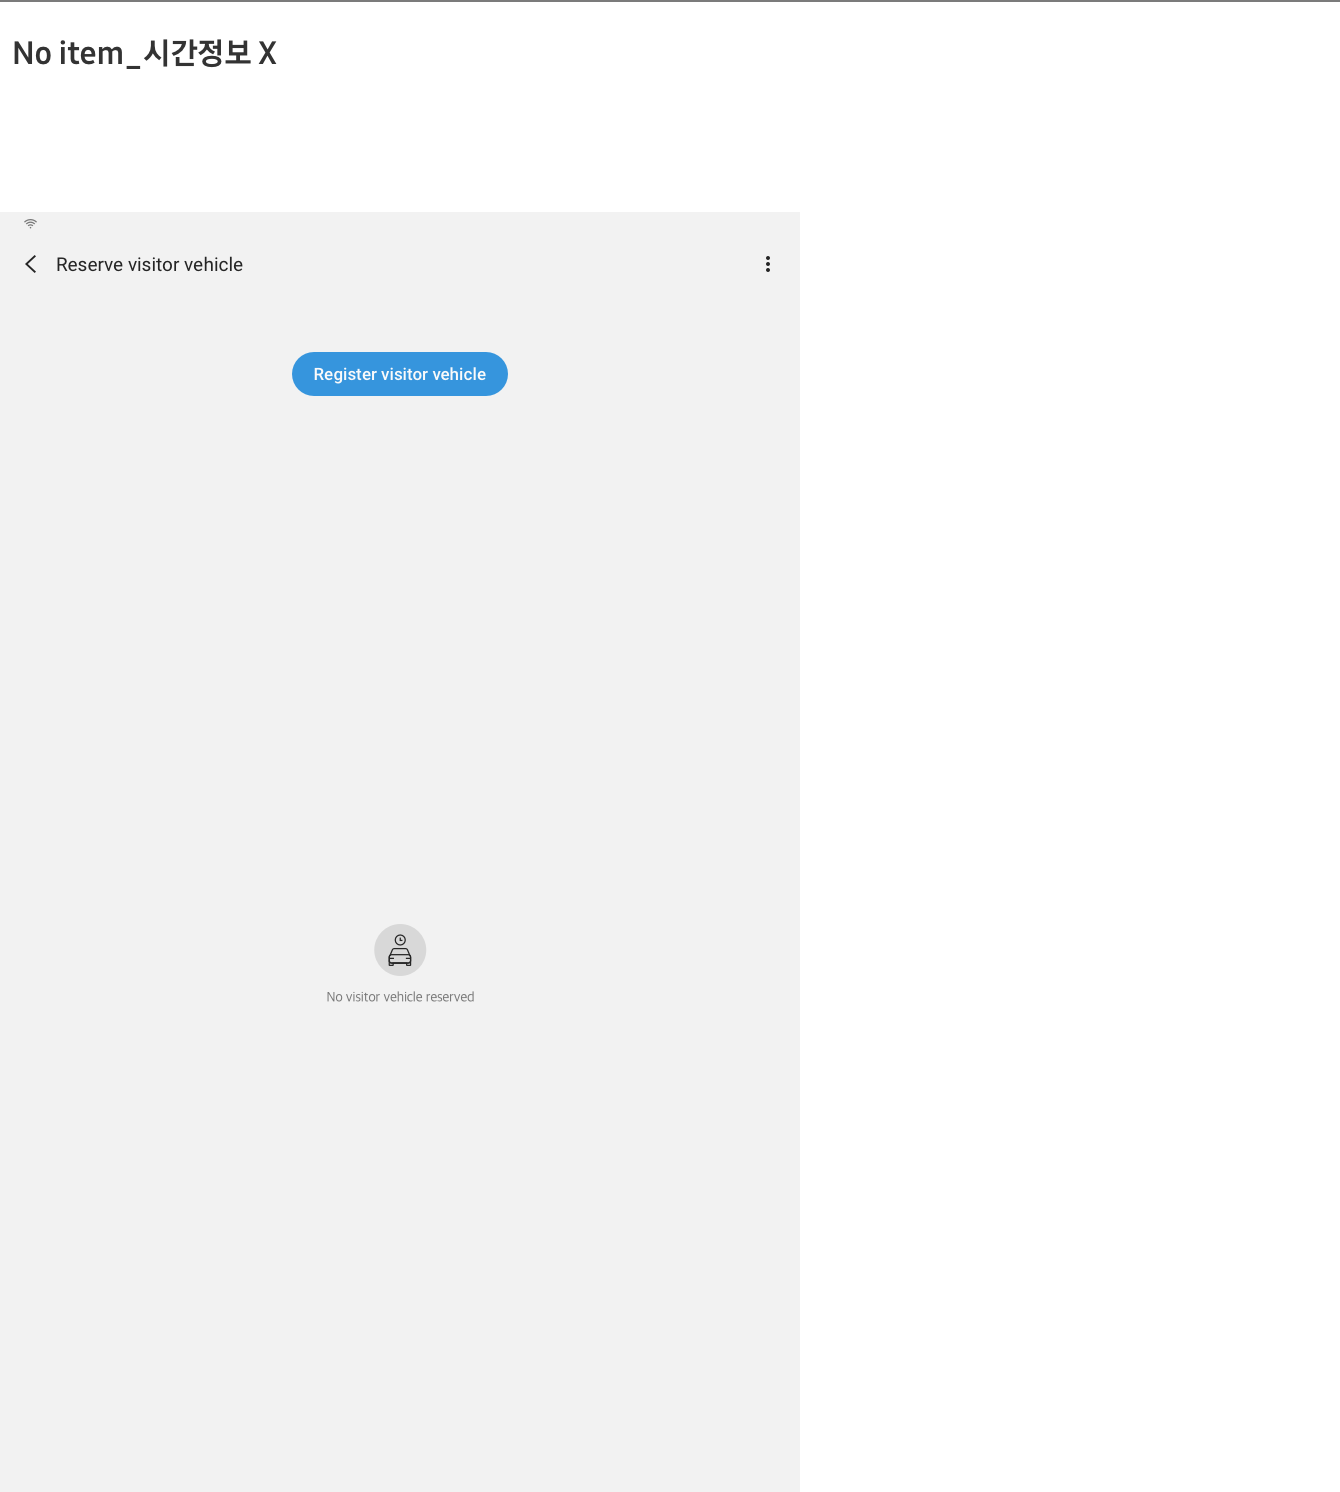 No item_시간정보 X
Reserve visitor vehicle
Register visitor vehicle
No visitor vehicle reserved